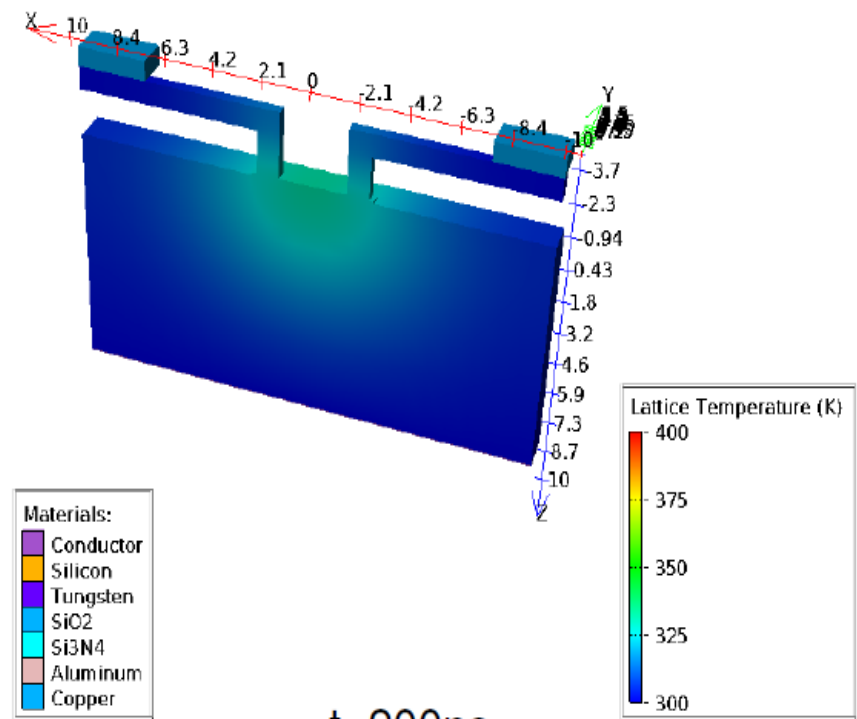 X
10
8.4
6.3
4.2
2.1
0
-2.1
-4.2
-6.3
-8.4
-10
Y
-3.7
-2.3
-0.94
0.43
1.8
3.2
4.6
5.9
7.3
8.7
10
Z
Lattice Temperature (K)
400
375
350
325
300
Materials:
Conductor
Silicon
Tungsten
SiO2
Si3N4
Aluminum
Copper